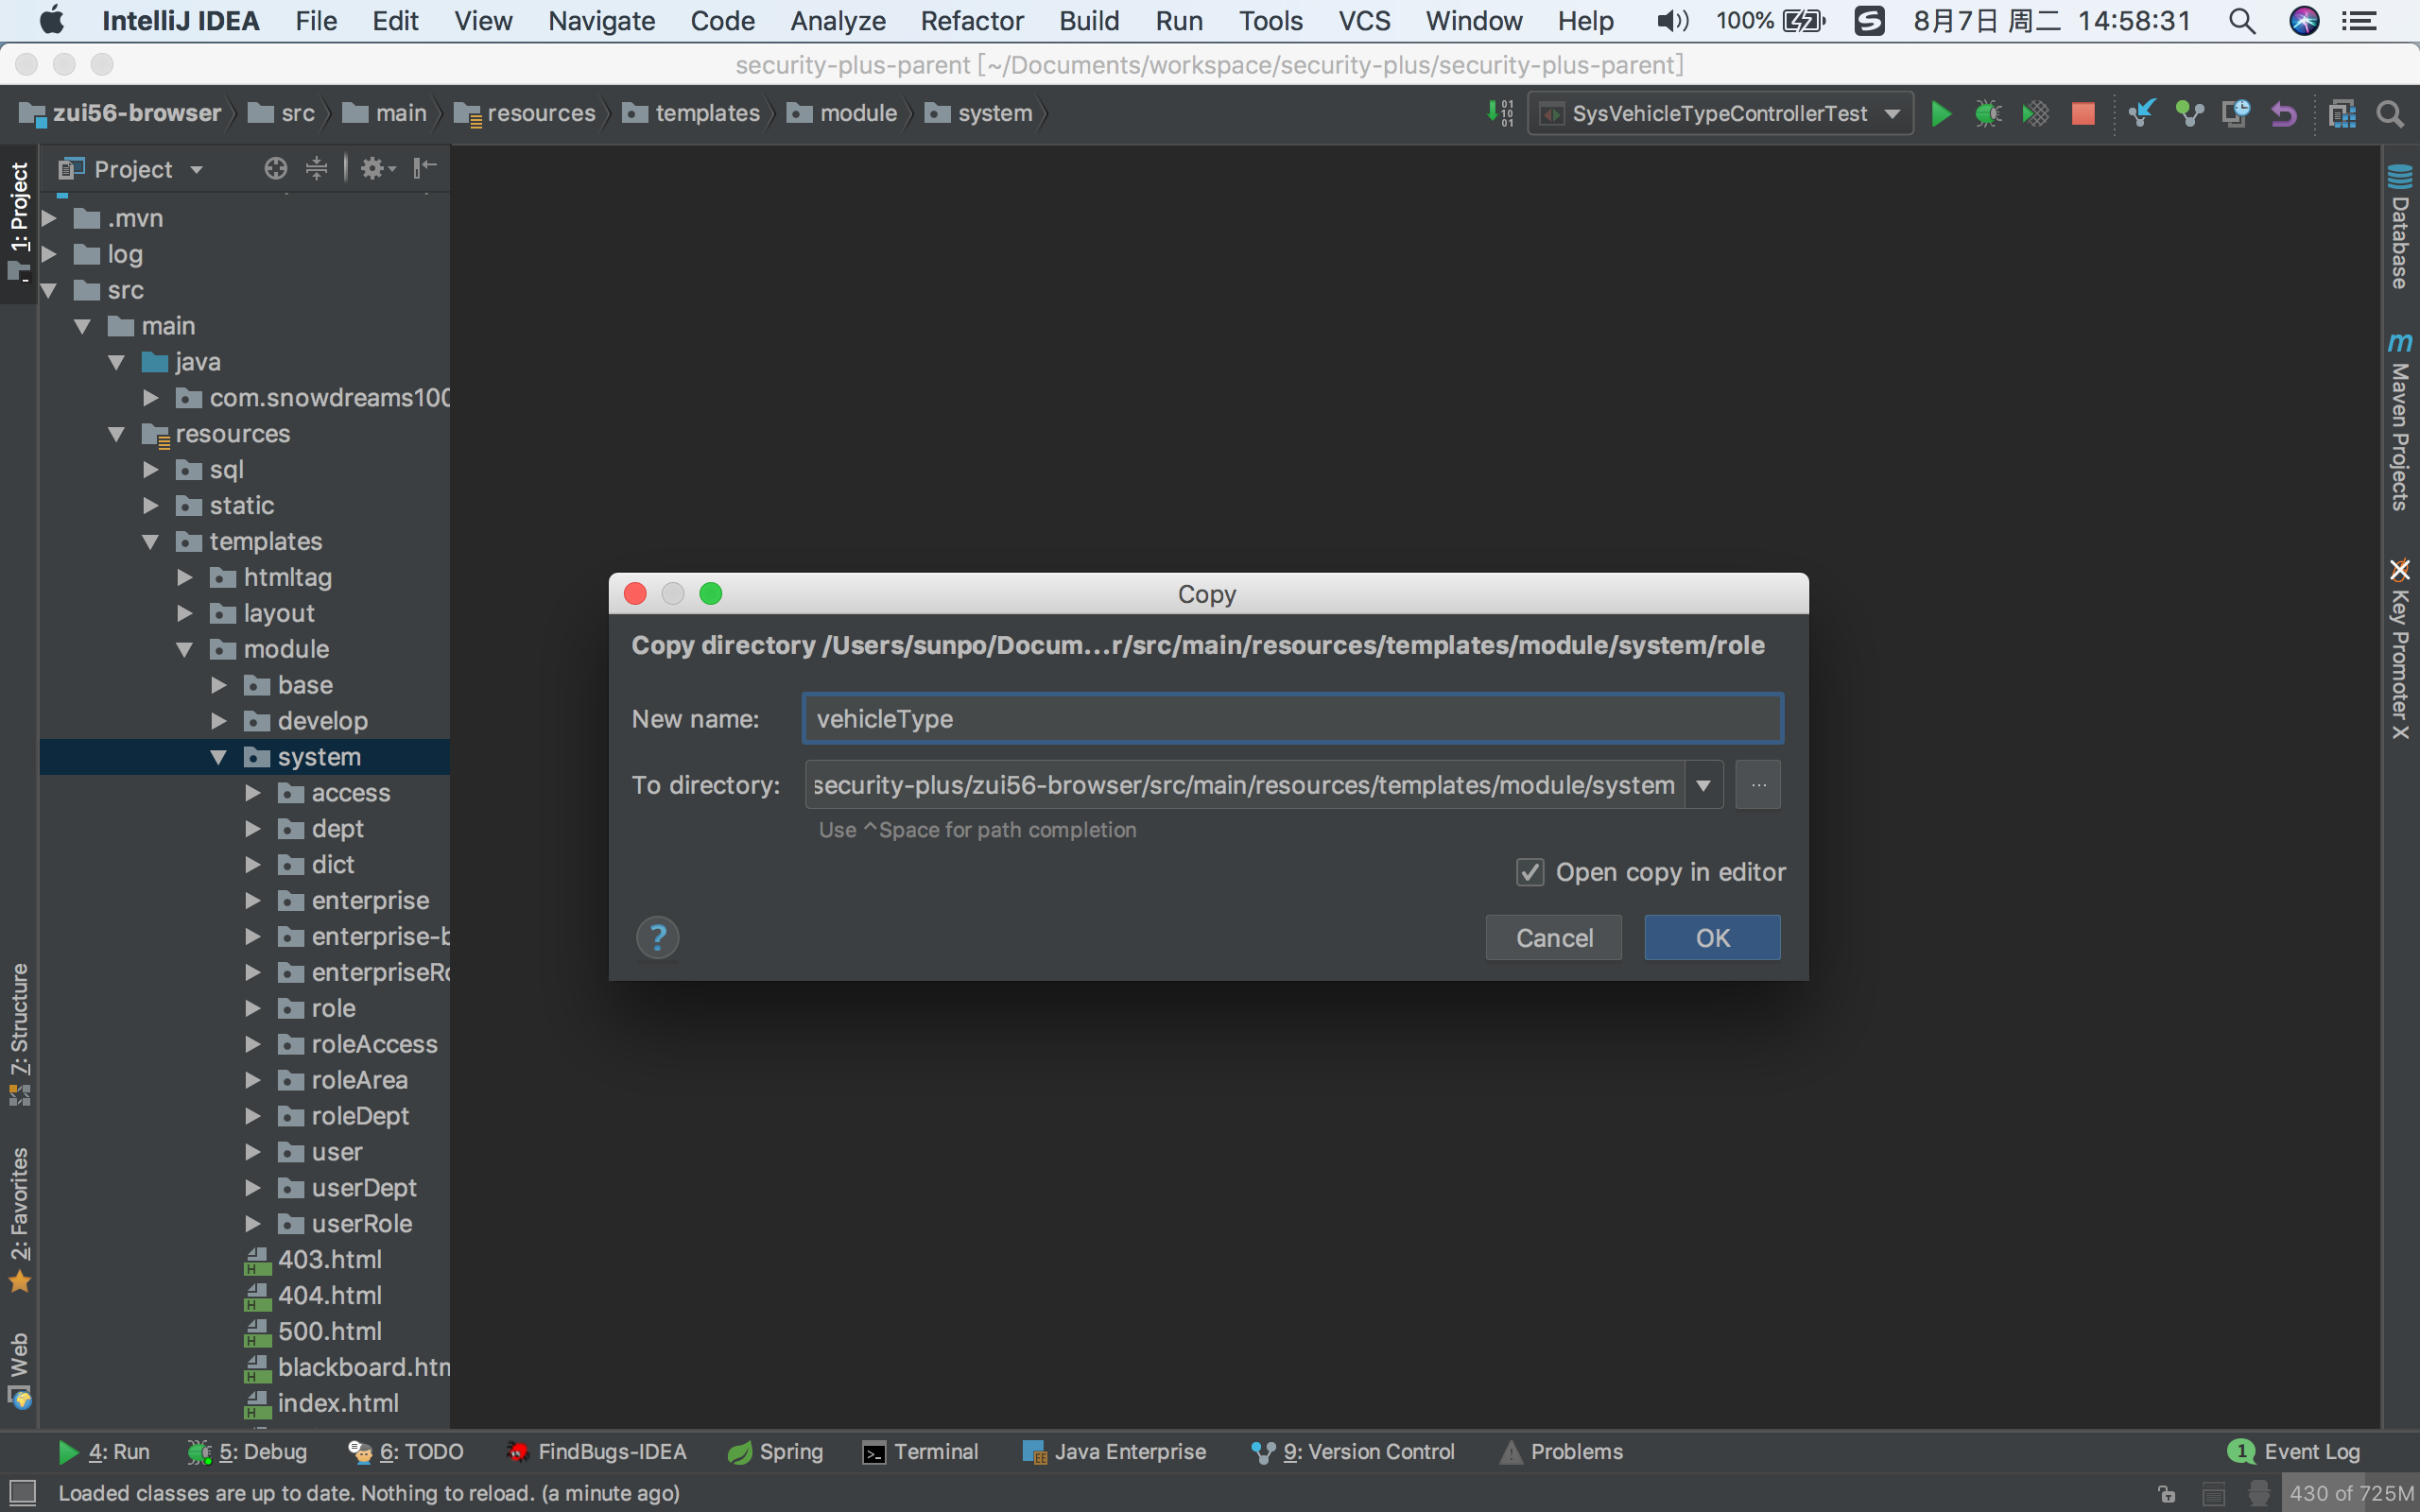 IntelliJ IDEA File Edit View Navigate Code Analyze Refactor Build Run Tools VCS Window Help 100% 8月7日 周二 14:58:31
security-plus-parent [~/Documents/workspace/security-plus/security-plus-parent]
zui56-browser src main resources templates module system SysVehicleTypeControllerTest
1: Project
Project
.mvn
log
src
main
java
com.snowdreams100
resources
sql
static
templates
htmltag
layout
module
base
develop
system
access
dept
dict
enterprise
enterprise-b
enterpriseRo
role
roleAccess
roleArea
roleDept
user
userDept
userRole
403.html
404.html
500.html
blackboard.htm
index.html
7: Structure
2: Favorites
Web
Copy
Copy directory /Users/sunpo/Docum...r/src/main/resources/templates/module/system/role
New name: vehicleType
To directory: security-plus/zui56-browser/src/main/resources/templates/module/system ...
Use ^Space for path completion
Open copy in editor
? Cancel OK
Database
Maven Projects
Key Promoter X
4: Run 5: Debug 6: TODO FindBugs-IDEA Spring Terminal Java Enterprise 9: Version Control Problems 1 Event Log
Loaded classes are up to date. Nothing to reload. (a minute ago) 430 of 725M